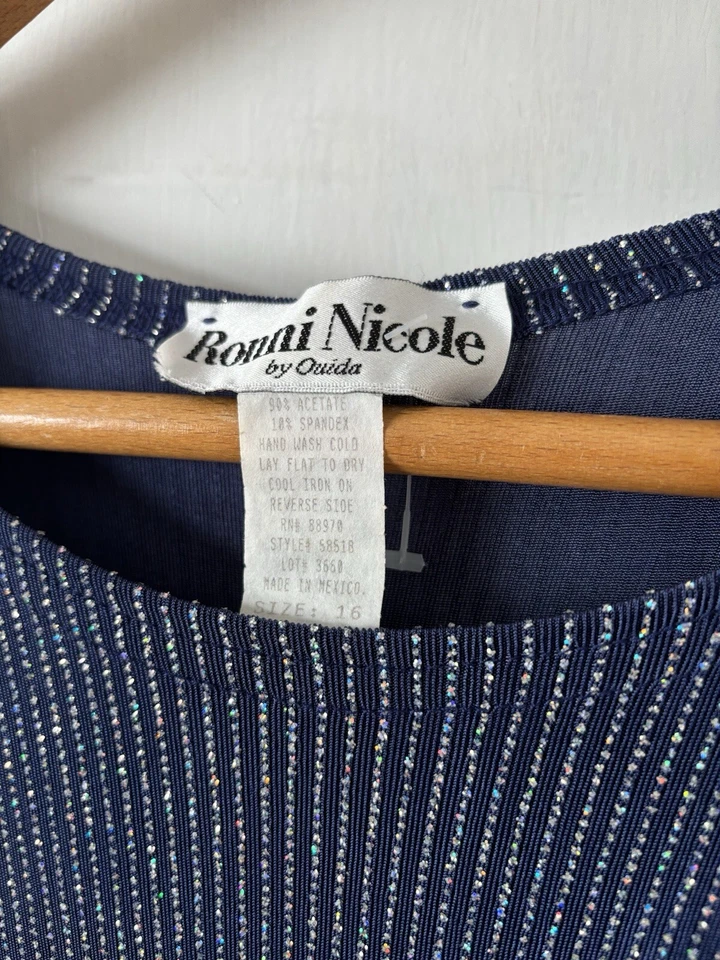 Ronni Nicole
by Ouida
90% ACETATE
10% SPANDEX
HAND WASH COLD
LAY FLAT TO DRY
COOL IRON ON
REVERSE SIDE
RN# 88970
STYLE# 58518
LOT# 3660
MADE IN MEXICO.
SIZE: 16